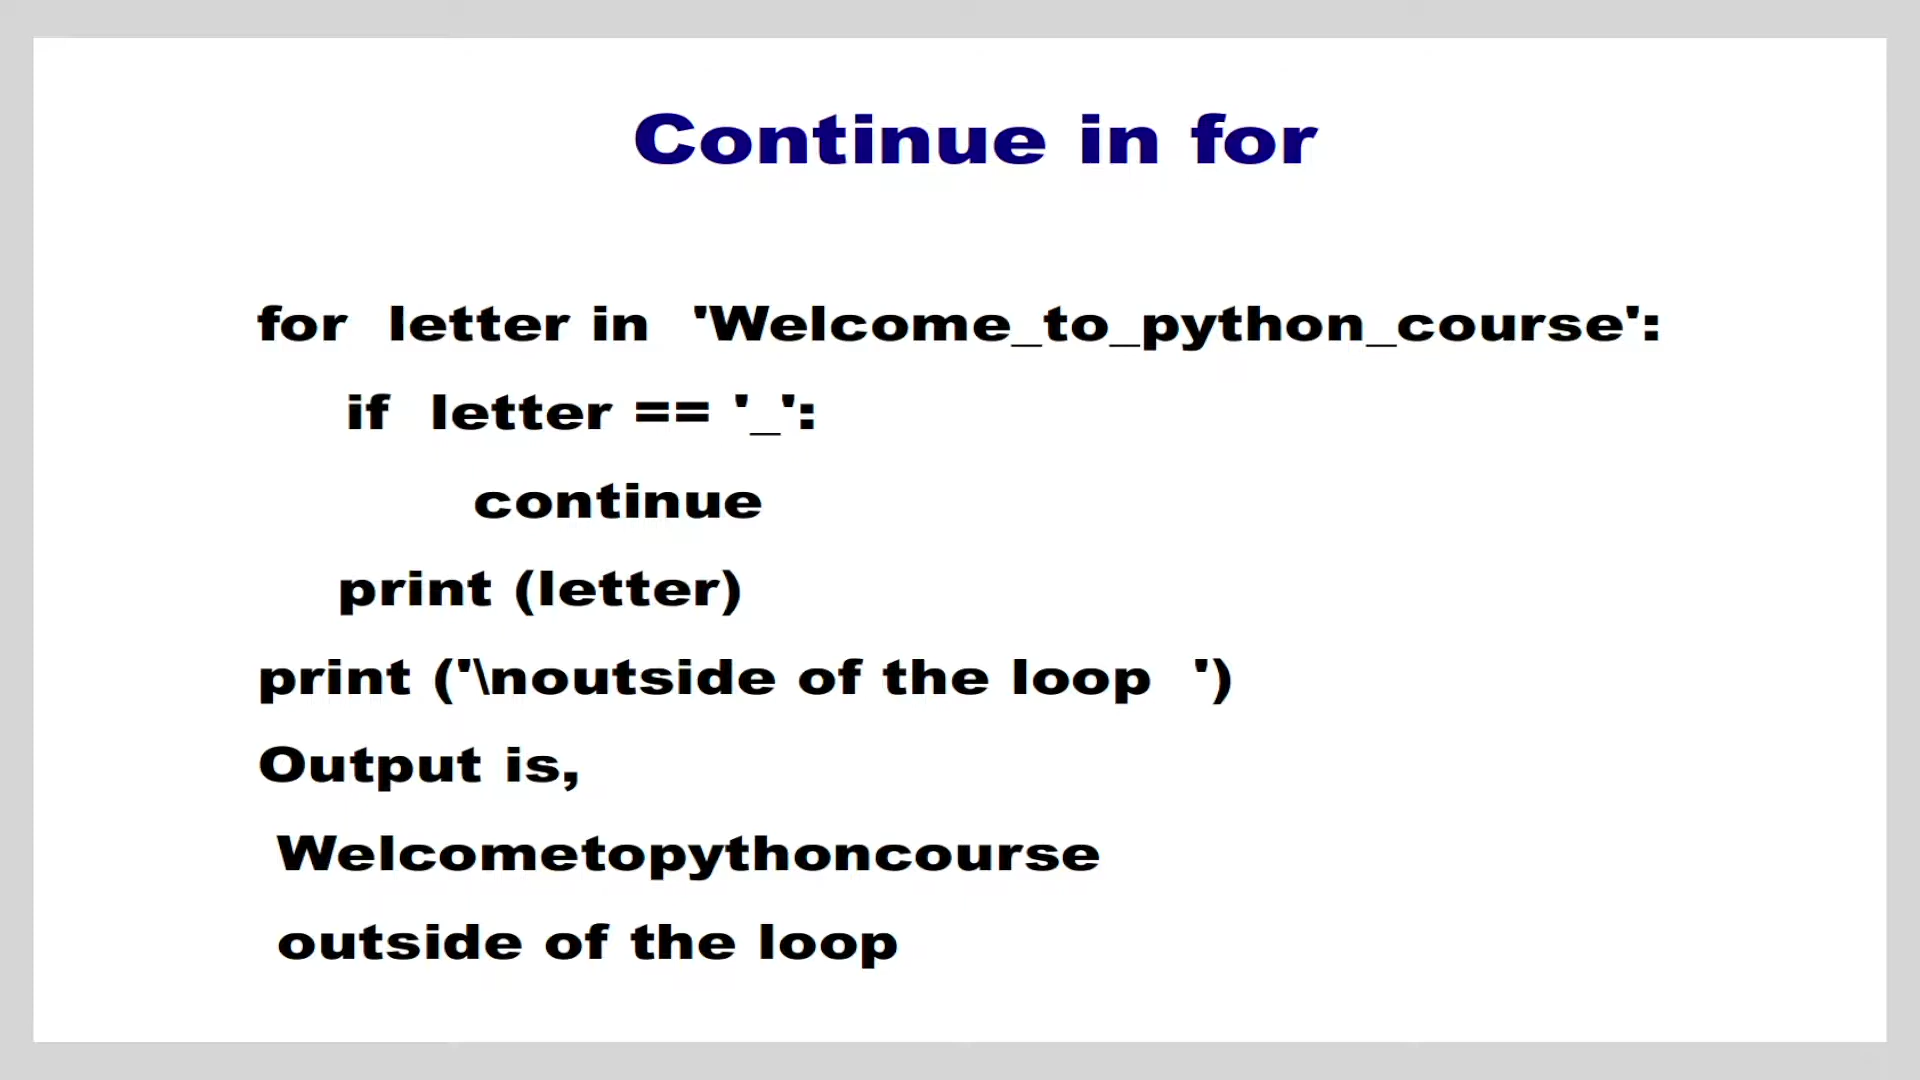 Continue in for
for letter in 'Welcome_to_python_course':
if letter == '_':
continue
print (letter)
print ('\noutside of the loop ')
Output is,
Welcometopythoncourse
outside of the loop